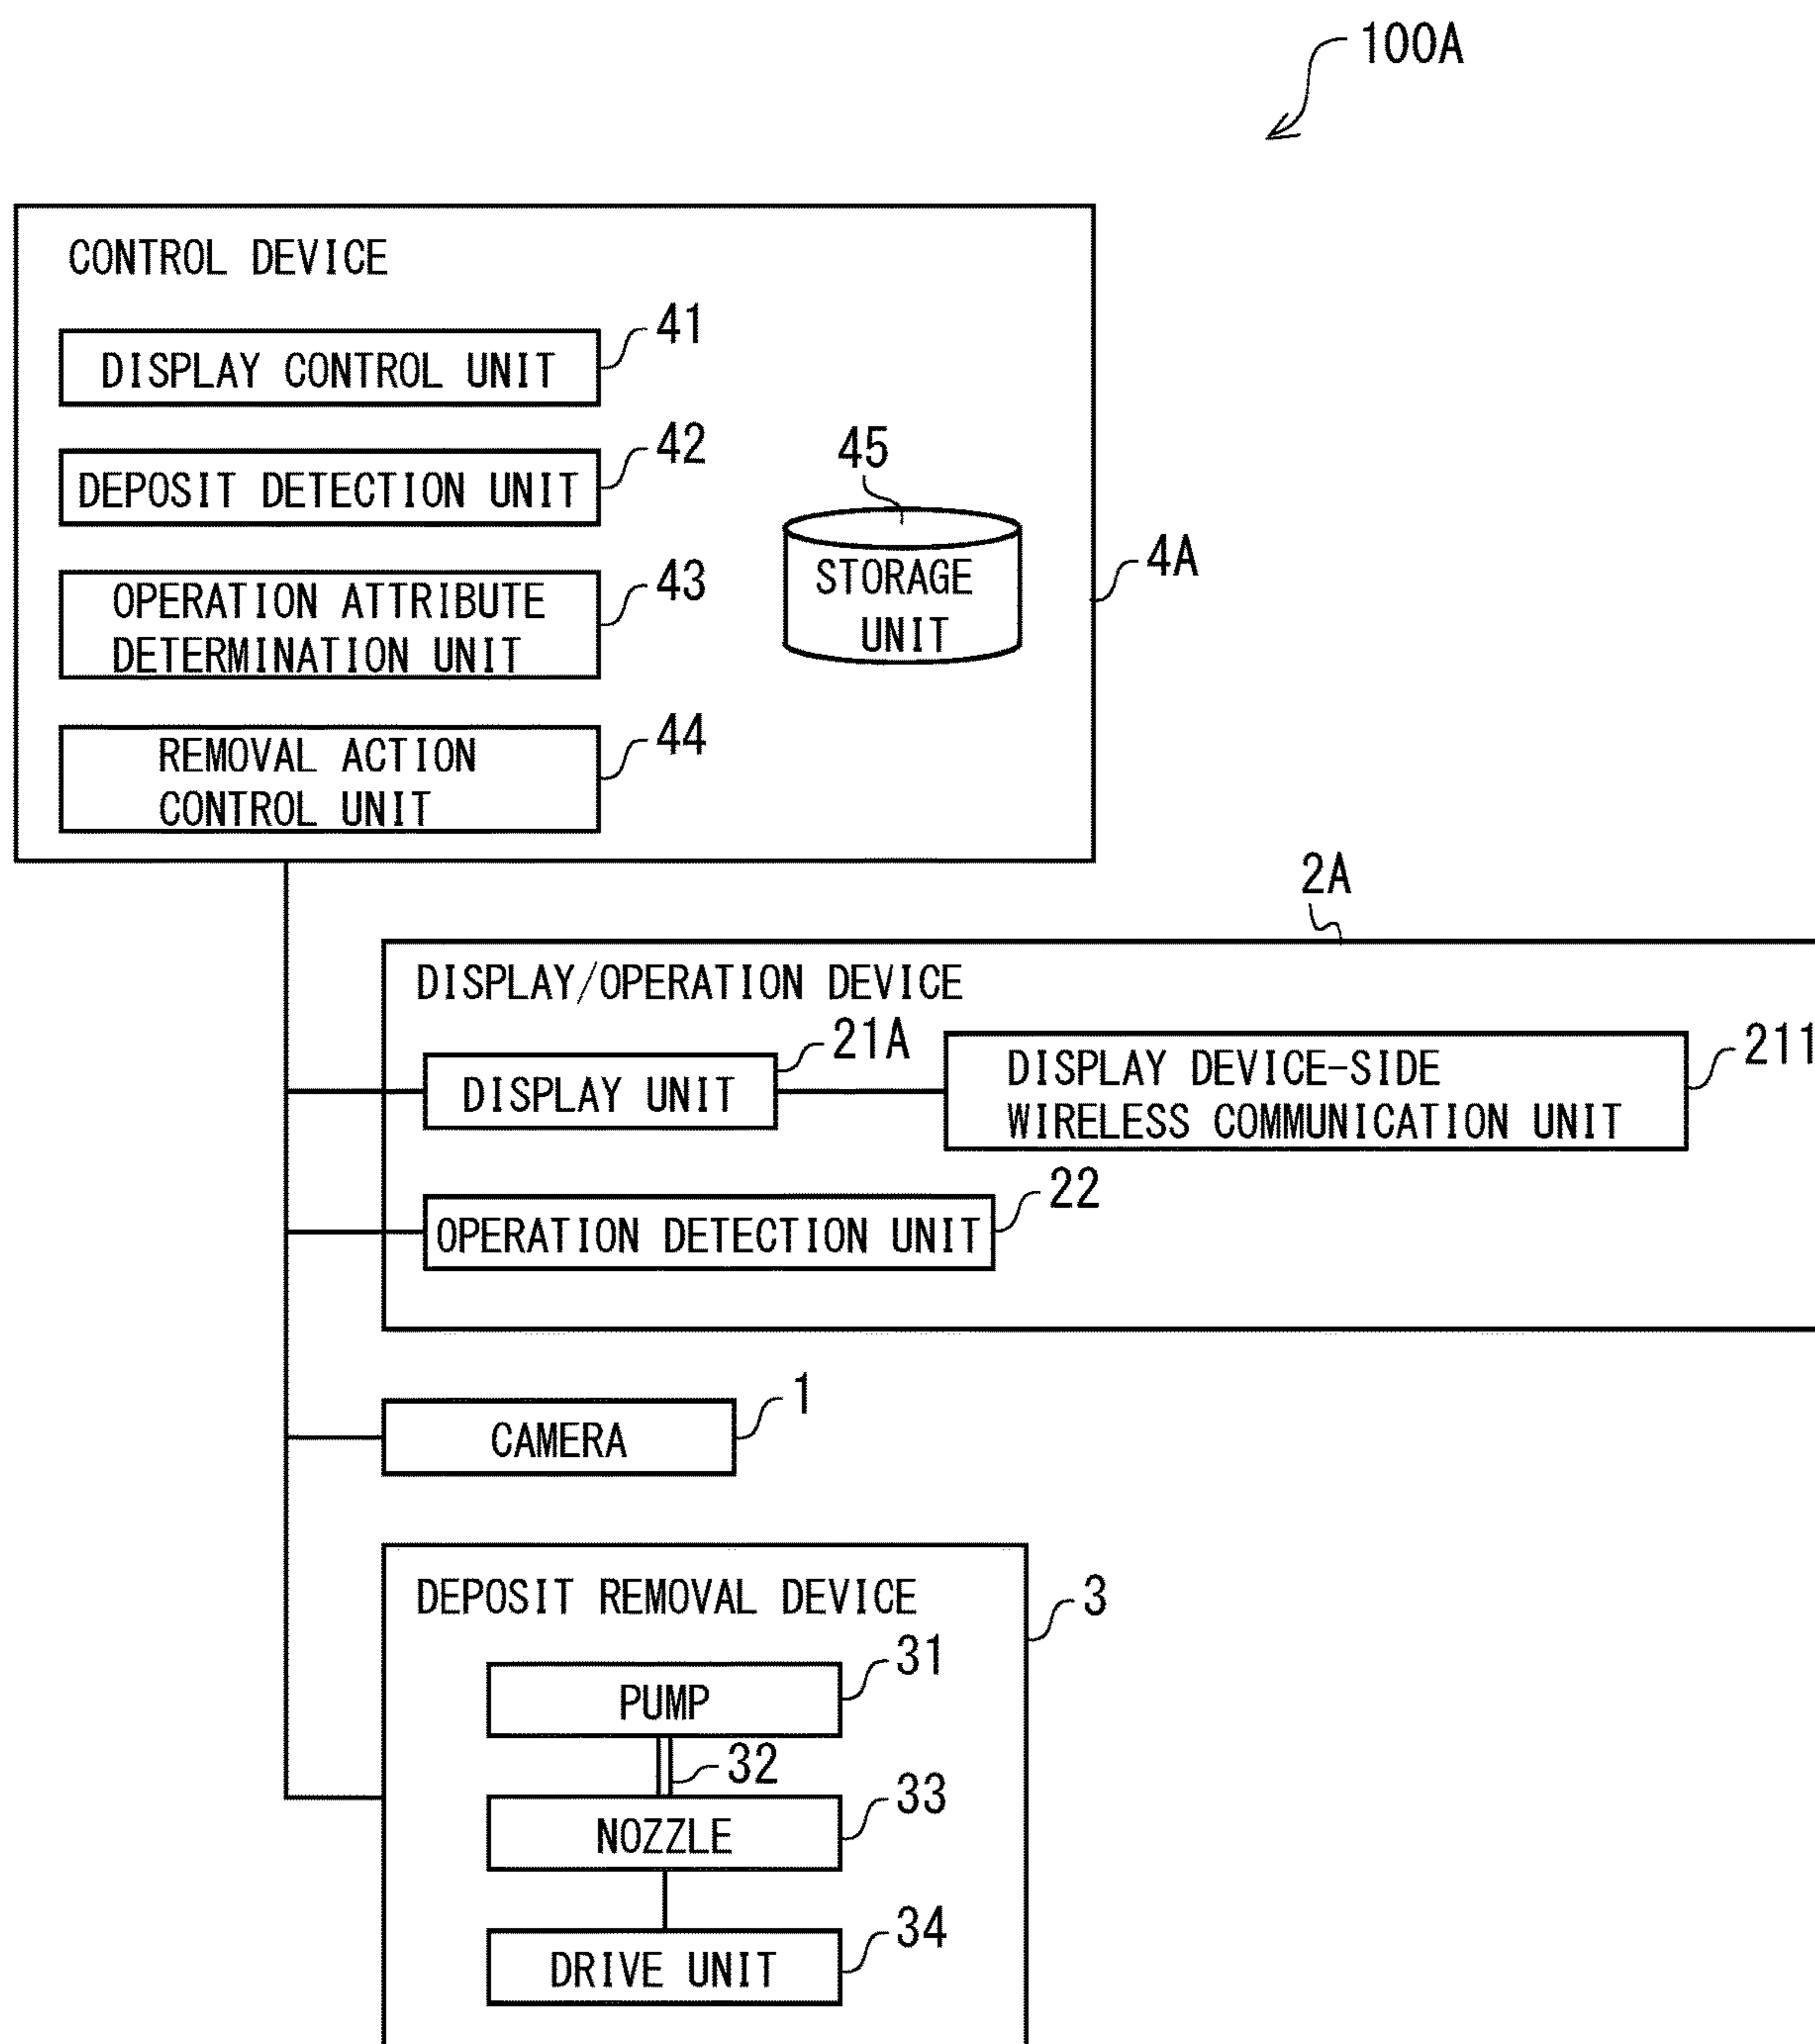 100A
CONTROL DEVICE
41
DISPLAY CONTROL UNIT
42
DEPOSIT DETECTION UNIT
45
43
OPERATION ATTRIBUTE
DETERMINATION UNIT
STORAGE
UNIT
4A
44
REMOVAL ACTION
CONTROL UNIT
2A
DISPLAY/OPERATION DEVICE
21A
DISPLAY UNIT
211
DISPLAY DEVICE-SIDE
WIRELESS COMMUNICATION UNIT
22
OPERATION DETECTION UNIT
1
CAMERA
DEPOSIT REMOVAL DEVICE
3
31
PUMP
32
33
NOZZLE
34
DRIVE UNIT